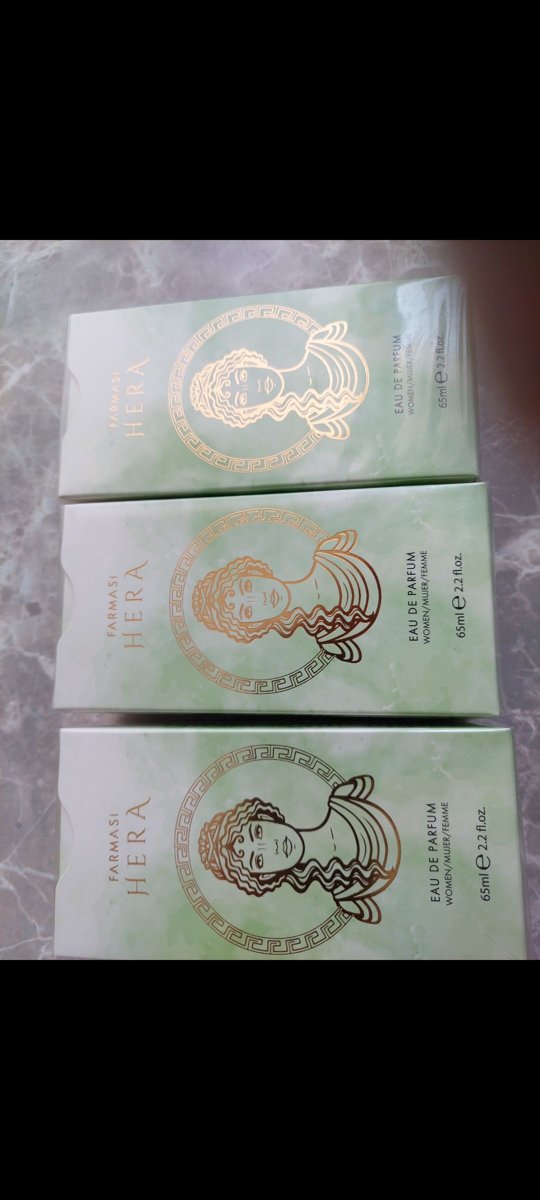 FARMASi
HERA
EAU DE PARFUM
WOMEN/MUJER/FEMME
65ml e 2.2 fl.oz.
FARMASi
HERA
EAU DE PARFUM
WOMEN/MUJER/FEMME
65ml e 2.2 fl.oz.
FARMASi
HERA
EAU DE PARFUM
WOMEN/MUJER/FEMME
65ml e 2.2 fl.oz.